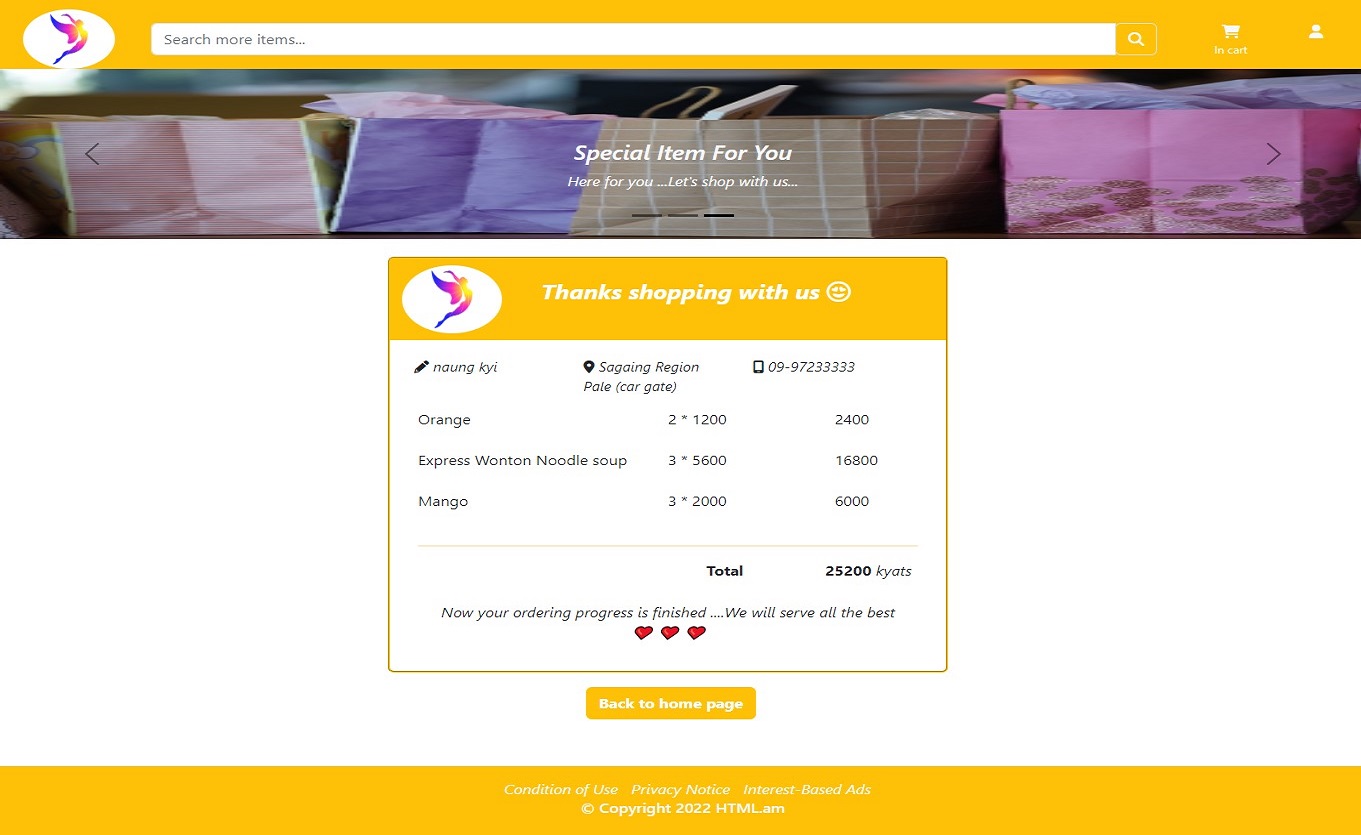 Search more items...
In cart
Special Item For You
Here for you ...Let's shop with us...
Thanks shopping with us
naung kyi
Sagaing Region
Pale (car gate)
09-97233333
Orange 2 * 1200 2400
Express Wonton Noodle soup 3 * 5600 16800
Mango 3 * 2000 6000
Total 25200 kyats
Now your ordering progress is finished ....We will serve all the best
Back to home page
Condition of Use Privacy Notice Interest-Based Ads
© Copyright 2022 HTML.am